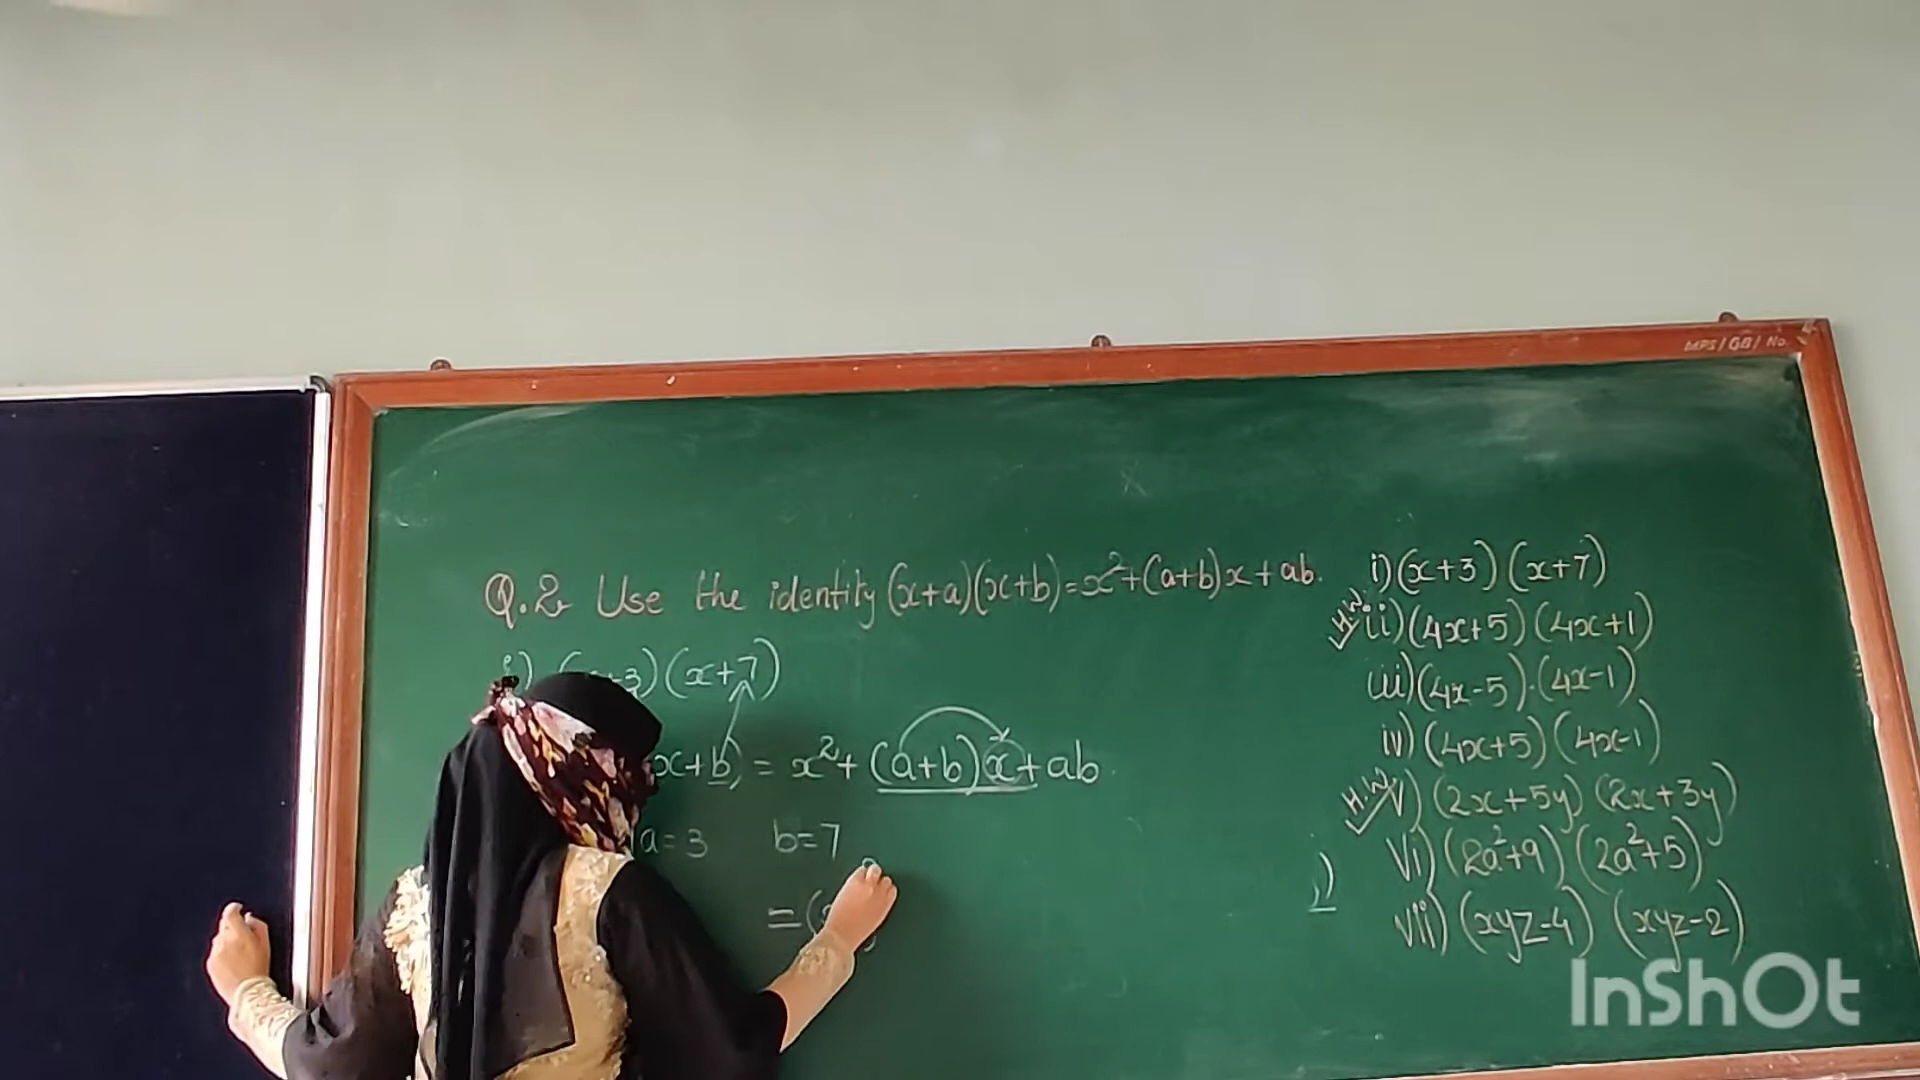 MPS/GB/No.
Q.2. Use the identity (x+a)(x+b)=x²+(a+b)x+ab.
i) (x+3)(x+7)
x+b) = x²+(a+b)x+ab
a=3 b=7
=(
i)(x+3)(x+7)
H.W. ii)(4x+5)(4x+1)
iii)(4x-5).(4x-1)
iv)(4x+5)(4x-1)
H.W. v)(2x+5y)(2x+3y)
vi)(2a²+9)(2a²+5)
vii)(xyz-4)(xyz-2)
InShOt